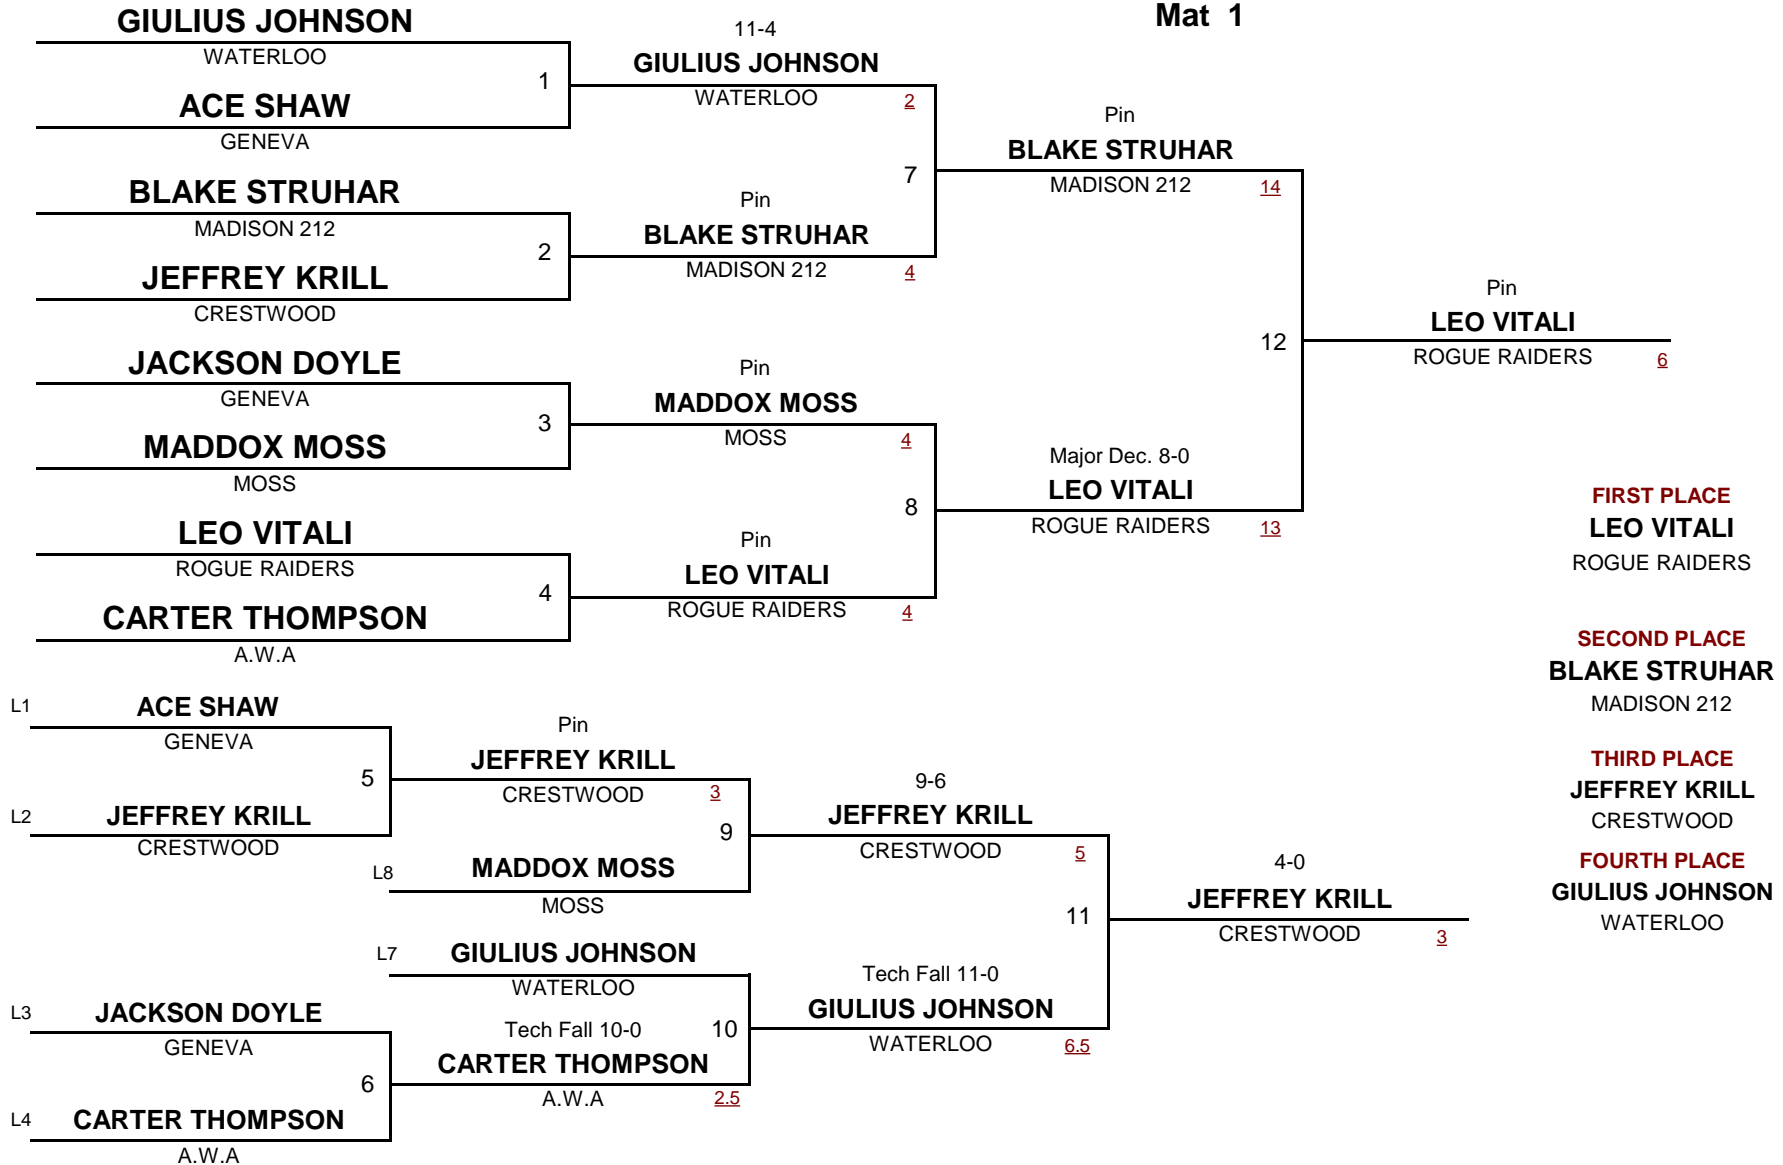 Mat 1
GIULIUS JOHNSON
WATERLOO
1
ACE SHAW
GENEVA
BLAKE STRUHAR
MADISON 212
2
JEFFREY KRILL
CRESTWOOD
JACKSON DOYLE
GENEVA
3
MADDOX MOSS
MOSS
LEO VITALI
ROGUE RAIDERS
4
CARTER THOMPSON
A.W.A
11-4
GIULIUS JOHNSON
WATERLOO 2
7
Pin
BLAKE STRUHAR
MADISON 212 4
Pin
MADDOX MOSS
MOSS 4
8
Pin
LEO VITALI
ROGUE RAIDERS 4
Pin
BLAKE STRUHAR
MADISON 212 14
12
Major Dec. 8-0
LEO VITALI
ROGUE RAIDERS 13
Pin
LEO VITALI
ROGUE RAIDERS 6
FIRST PLACE
LEO VITALI
ROGUE RAIDERS
SECOND PLACE
BLAKE STRUHAR
MADISON 212
THIRD PLACE
JEFFREY KRILL
CRESTWOOD
FOURTH PLACE
GIULIUS JOHNSON
WATERLOO
L1 ACE SHAW
GENEVA
5
L2 JEFFREY KRILL
CRESTWOOD
Pin
JEFFREY KRILL
CRESTWOOD 3
9
L8 MADDOX MOSS
MOSS
L7 GIULIUS JOHNSON
WATERLOO
10
L3 JACKSON DOYLE
GENEVA
6
L4 CARTER THOMPSON
A.W.A
Tech Fall 10-0
CARTER THOMPSON
A.W.A 2.5
9-6
JEFFREY KRILL
CRESTWOOD 5
11
Tech Fall 11-0
GIULIUS JOHNSON
WATERLOO 6.5
4-0
JEFFREY KRILL
CRESTWOOD 3